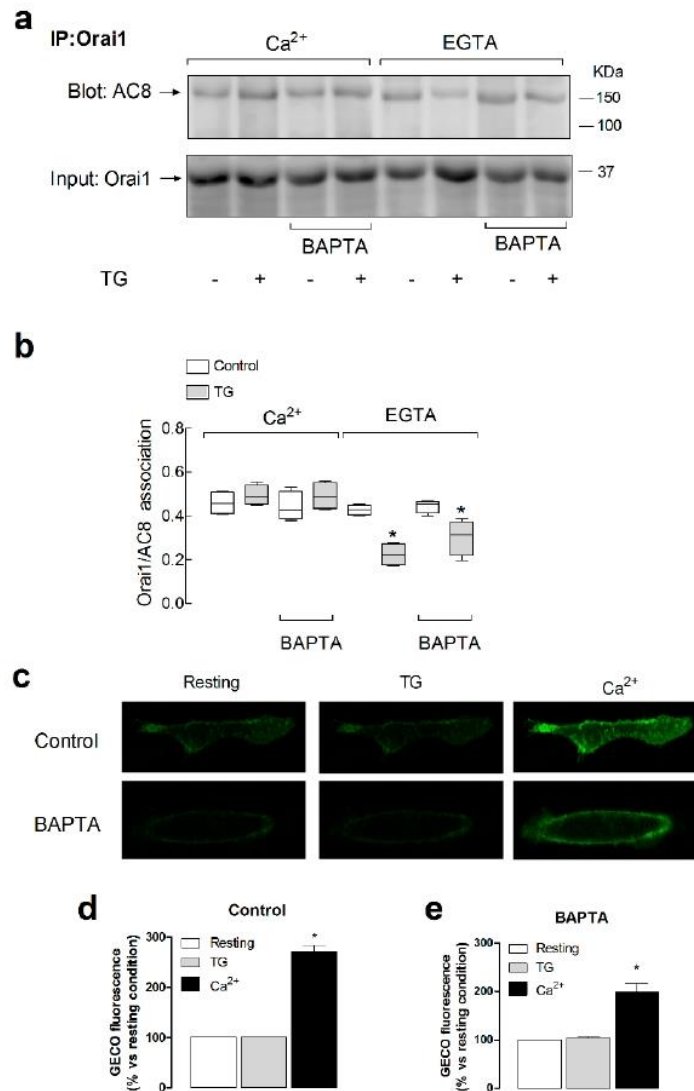 a
IP:Orai1
Ca2+ EGTA
KDa
Blot: AC8 150
100
Input: Orai1 37
BAPTA BAPTA
TG - + - + - + - +
b
Control
TG
Ca2+ EGTA
Orai1/AC8 association
0.8
0.6
0.4
0.2
0.0
* *
BAPTA BAPTA
c
Resting TG Ca2+
Control
BAPTA
d
Control
GECO fluorescence
(% vs resting condition)
300
200
100
0
Resting
TG
Ca2+
*
e
BAPTA
GECO fluorescence
(% vs resting condition)
300
200
100
0
Resting
TG
Ca2+
*